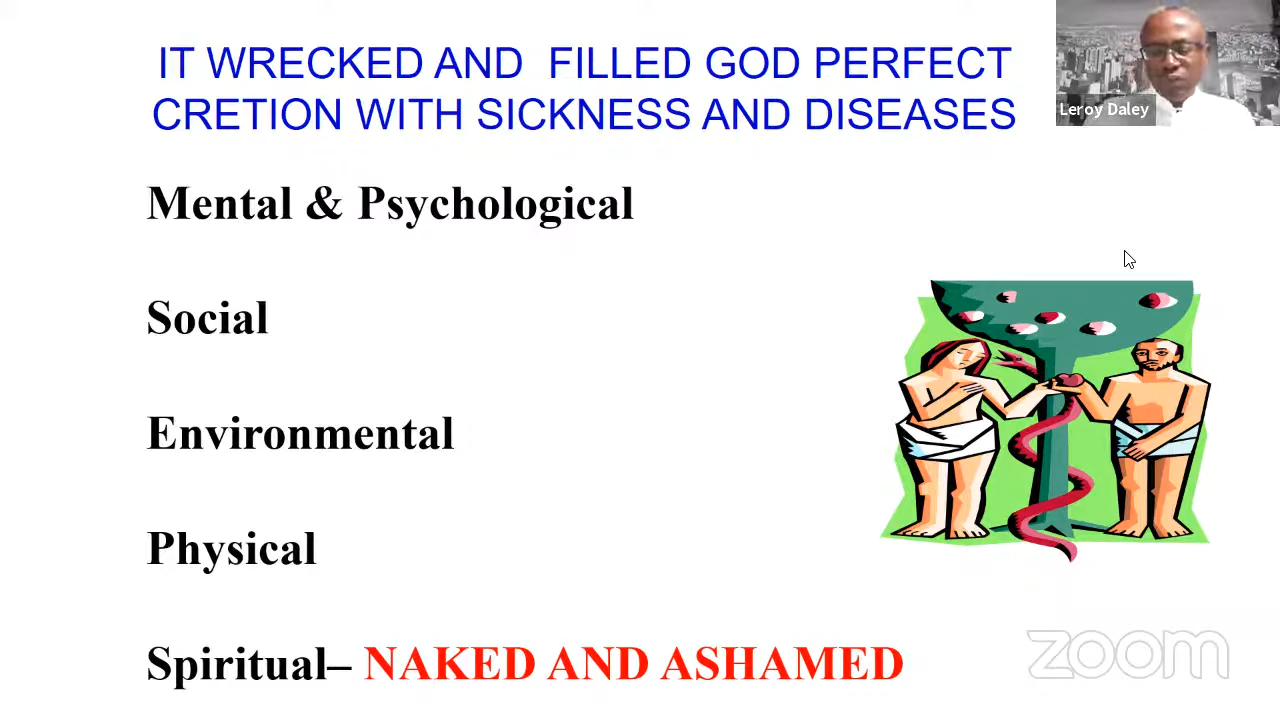 IT WRECKED AND  FILLED GOD PERFECT
CRETION WITH SICKNESS AND DISEASES
Leroy Daley
Mental & Psychological
Social
Environmental
Physical
Spiritual– NAKED AND ASHAMED
zoom